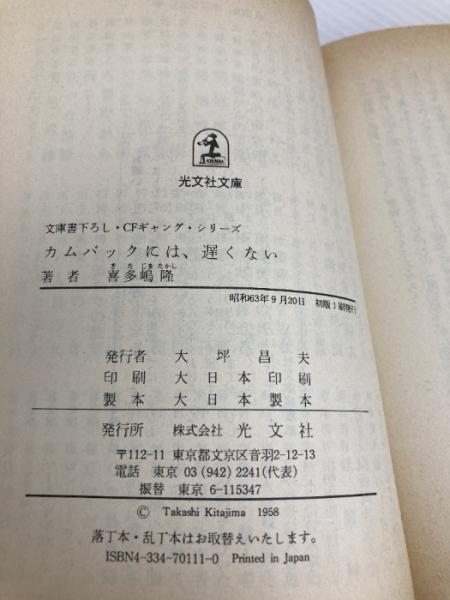 光文社文庫
文庫書下ろし・CFギャング・シリーズ
カムバックには、遅くない
著者 喜多嶋隆
きたじまたかし
昭和63年9月20日 初版1刷発行
発行者 大坪昌夫
印刷 大日本印刷
製本 大日本製本
発行所 株式会社 光文社
〒112-11 東京都文京区音羽2-12-13
電話 東京 03(942)2241(代表)
振替 東京 6-115347
© Takashi Kitajima 1958
落丁本・乱丁本はお取替えいたします。
ISBN4-334-70111-0 Printed in Japan